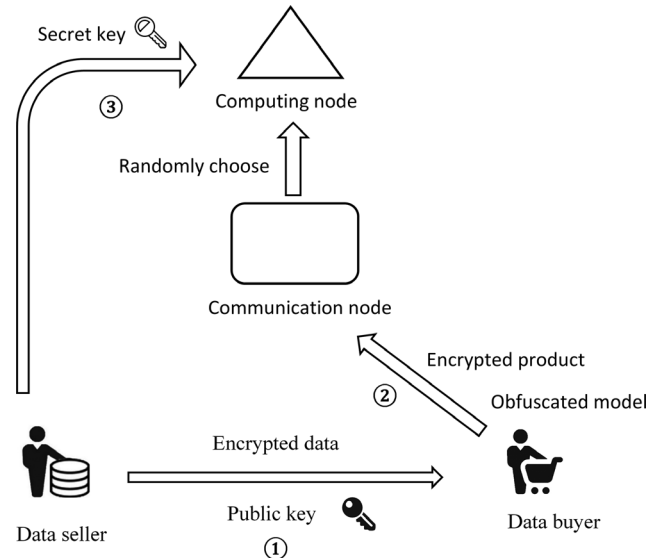 Secret key
③
Computing node
Randomly choose
Communication node
Encrypted product
②
Obfuscated model
Encrypted data
Public key
①
Data seller
Data buyer